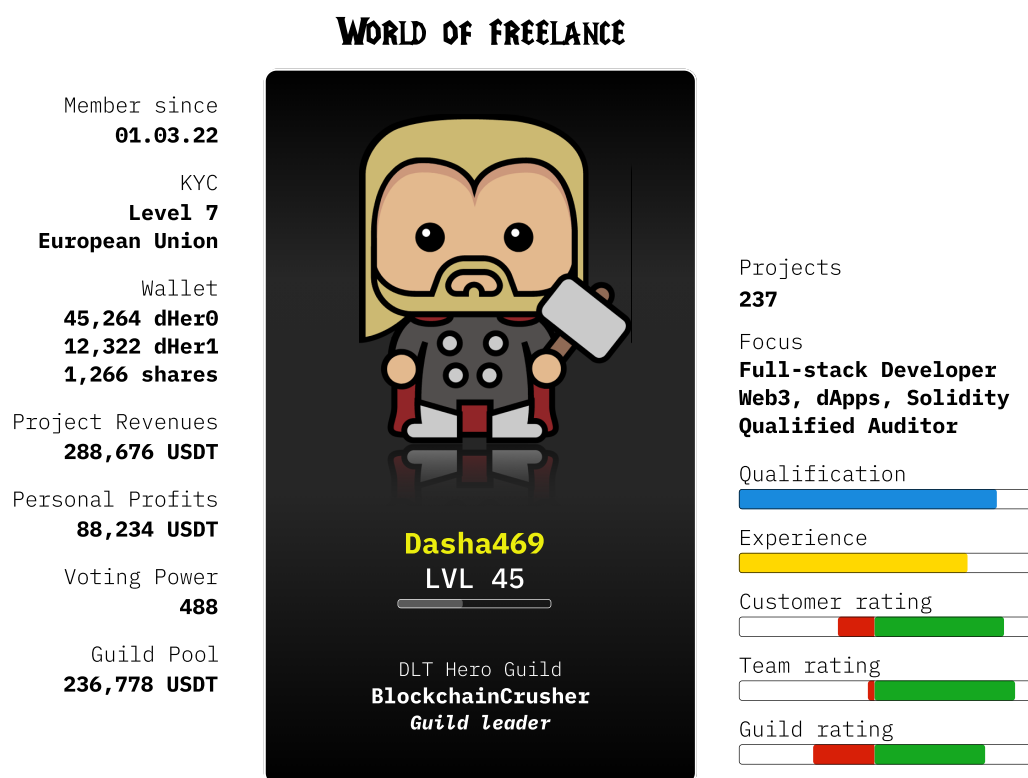 World of freelance
Member since
01.03.22
KYC
Level 7
European Union
Wallet
45,264 dHer0
12,322 dHer1
1,266 shares
Project Revenues
288,676 USDT
Personal Profits
88,234 USDT
Voting Power
488
Guild Pool
236,778 USDT
Dasha469
LVL 45
DLT Hero Guild
BlockchainCrusher
Guild leader
Projects
237
Focus
Full-stack Developer
Web3, dApps, Solidity
Qualified Auditor
Qualification
Experience
Customer rating
Team rating
Guild rating